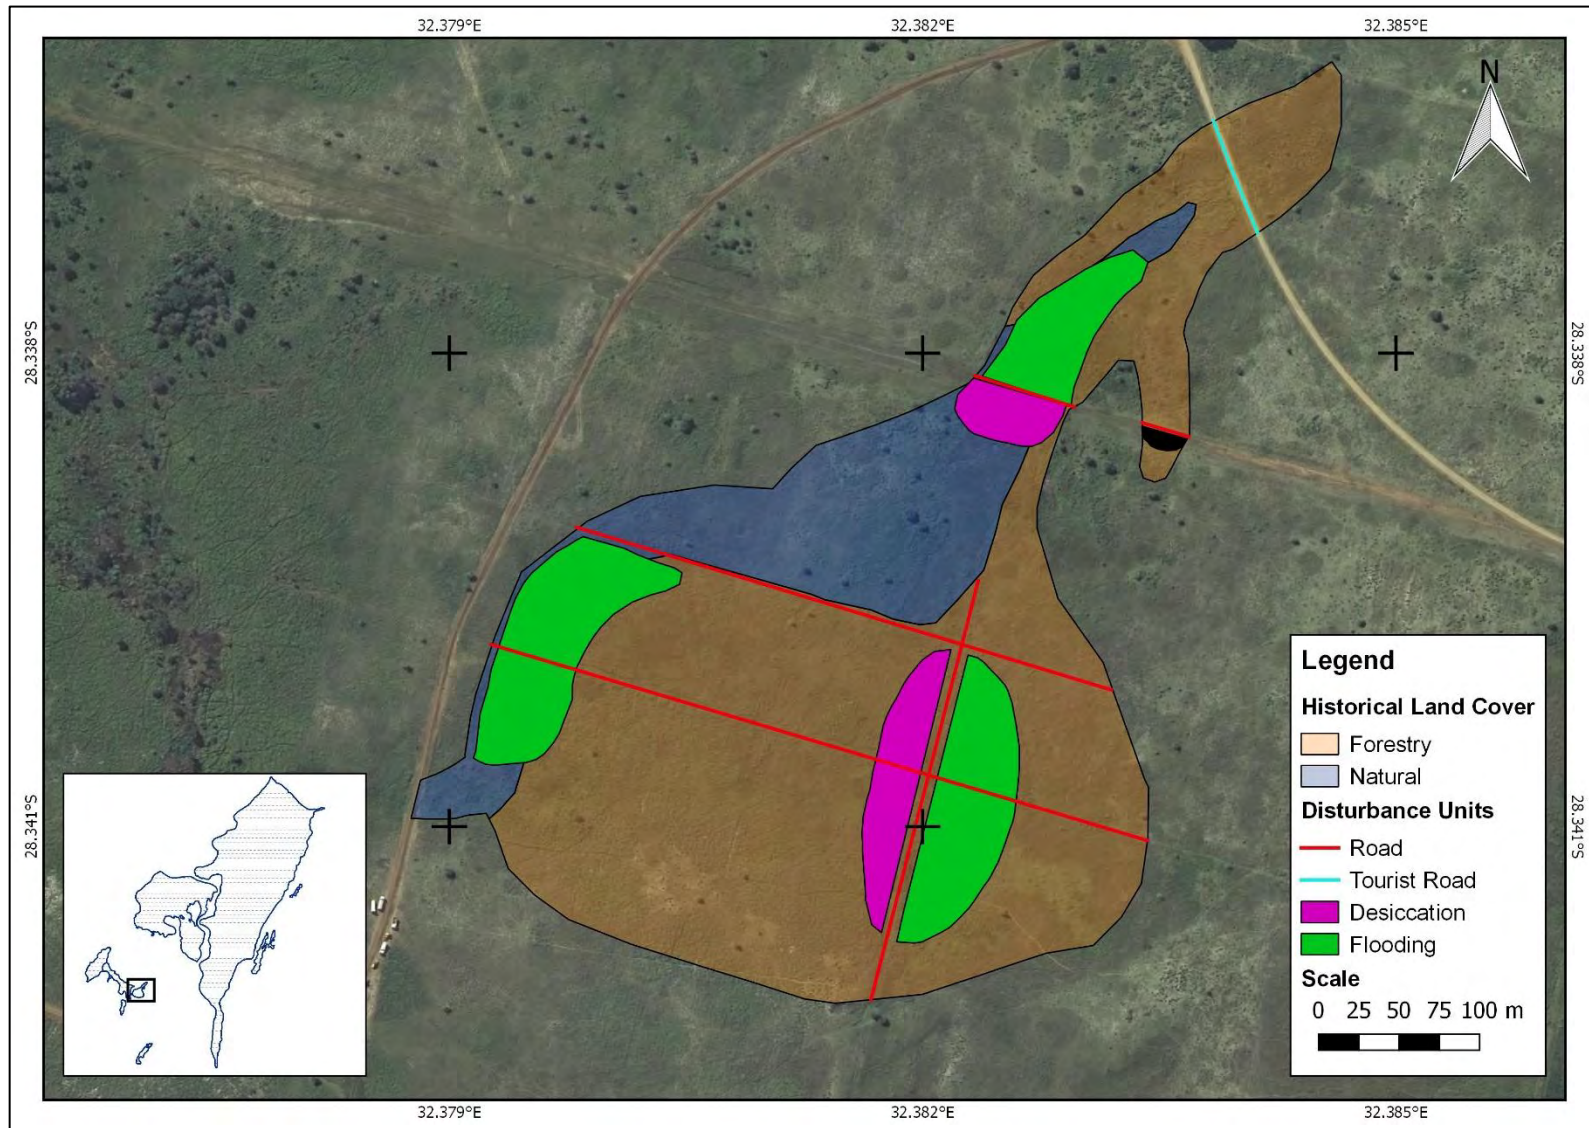 32.379°E 32.382°E 32.385°E
N
28.338°S 28.338°S
28.341°S 28.341°S
Legend
Historical Land Cover
Forestry
Natural
Disturbance Units
Road
Tourist Road
Desiccation
Flooding
Scale
0 25 50 75 100 m
32.379°E 32.382°E 32.385°E